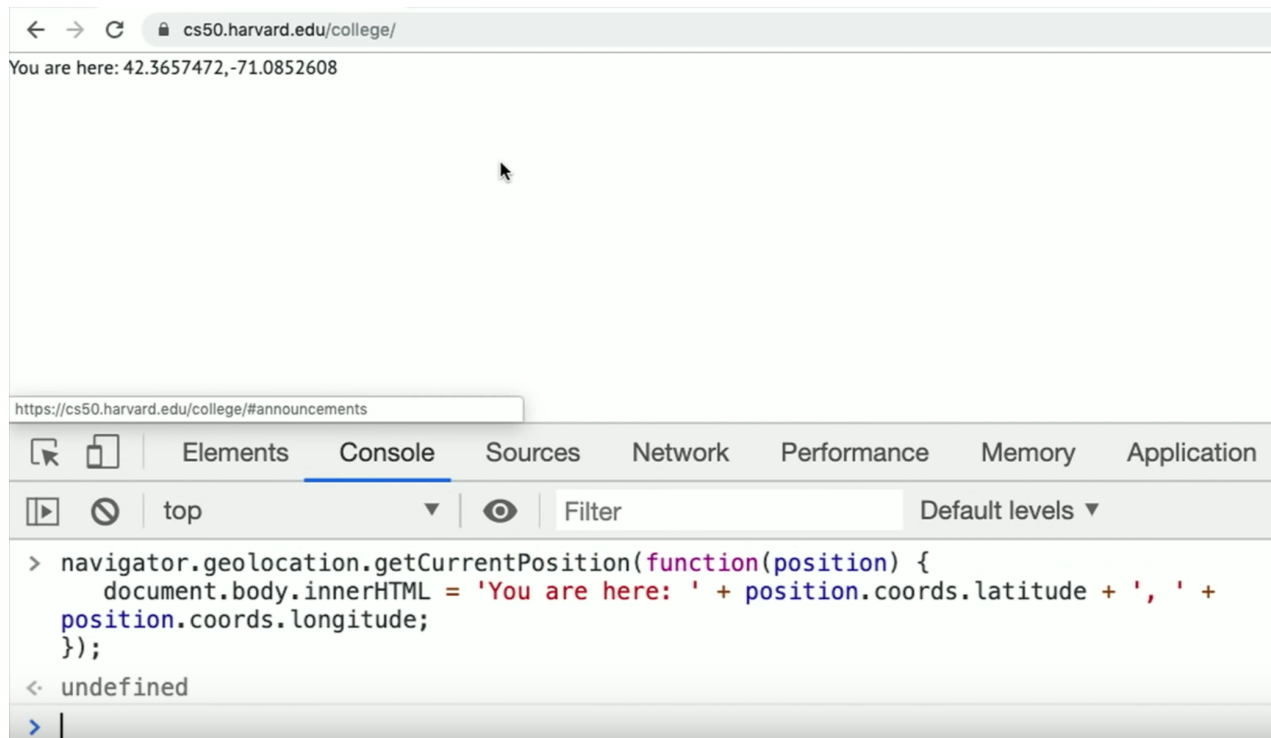 cs50.harvard.edu/college/
You are here: 42.3657472,-71.0852608
https://cs50.harvard.edu/college/#announcements
Elements Console Sources Network Performance Memory Application
top ▼ Filter Default levels ▼
> navigator.geolocation.getCurrentPosition(function(position) {
document.body.innerHTML = 'You are here: ' + position.coords.latitude + ', ' +
position.coords.longitude;
});
<· undefined
>